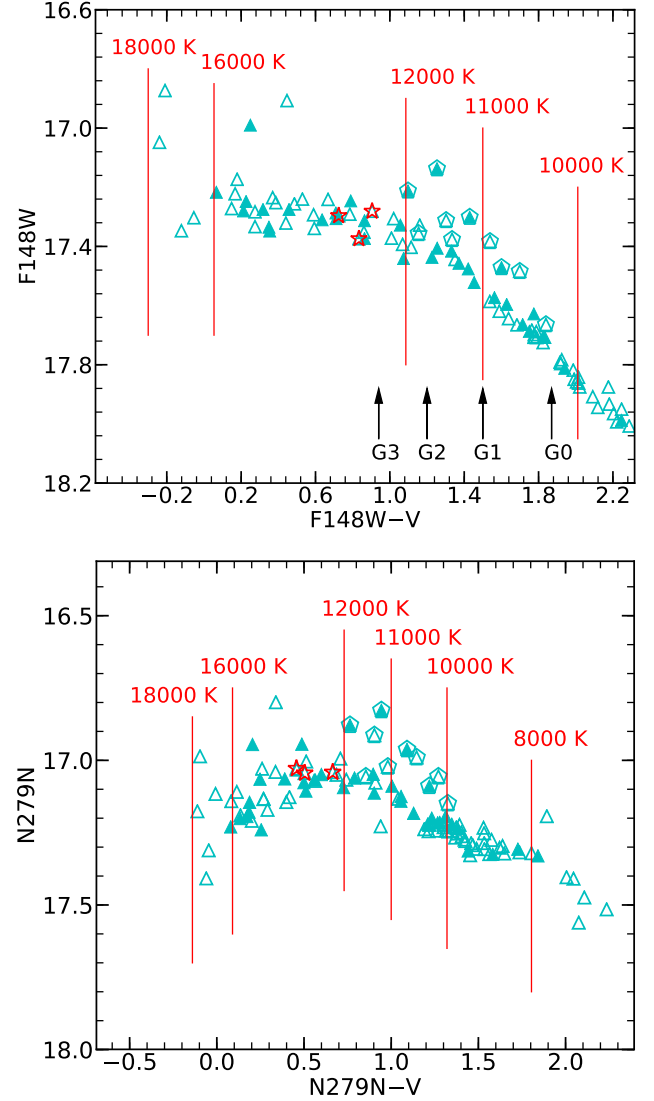 16.6
18000 K
16000 K
17.0
12000 K
11000 K
10000 K
F148W
17.4
17.8
G3 G2 G1 G0
18.2
−0.2 0.2 0.6 1.0 1.4 1.8 2.2
F148W−V
16.5
12000 K
11000 K
16000 K
10000 K
18000 K
8000 K
17.0
N279N
17.5
18.0
−0.5 0.0 0.5 1.0 1.5 2.0
N279N−V